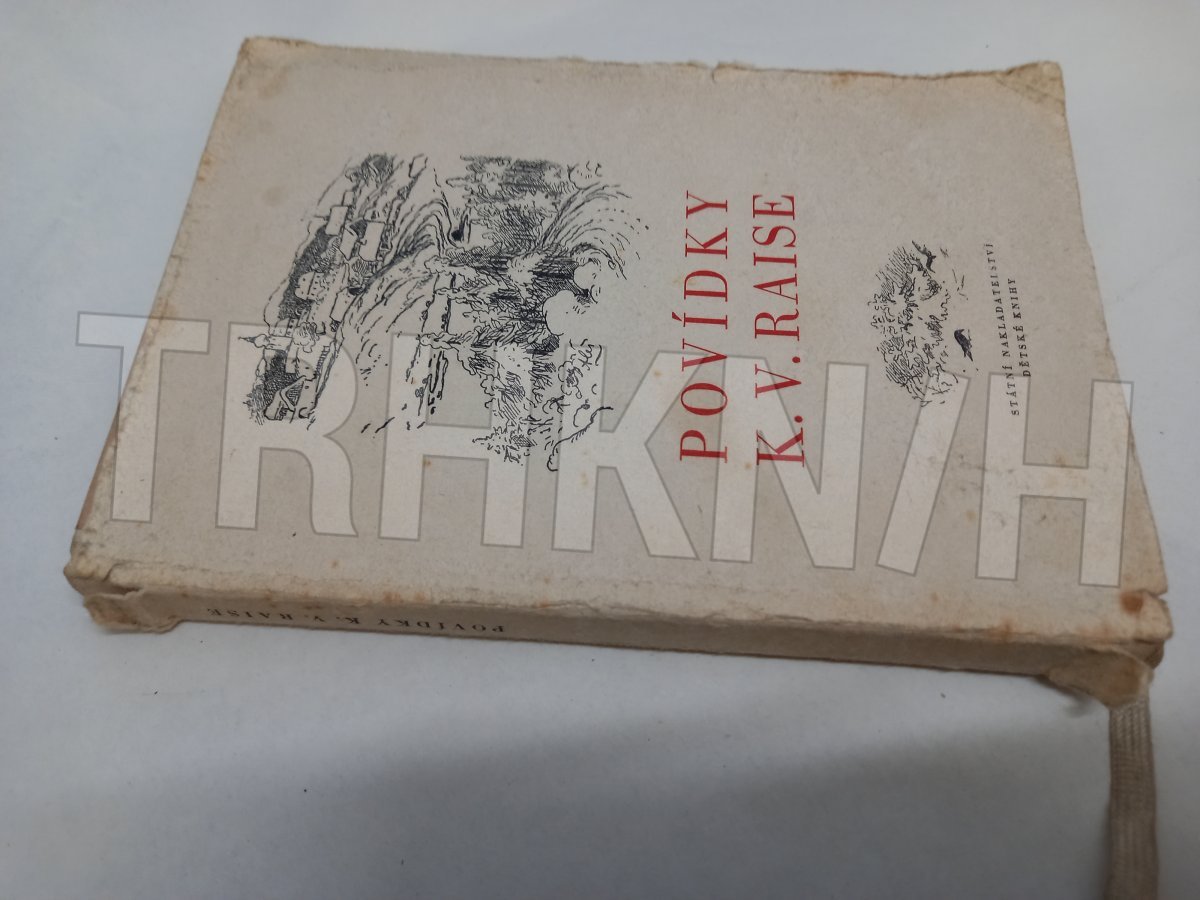 POVÍDKY
K. V. RAISE
STÁTNÍ NAKLADATELSTVÍ
DĚTSKÉ KNIHY
POVÍDKY K. V. RAISE
TRHKNIH